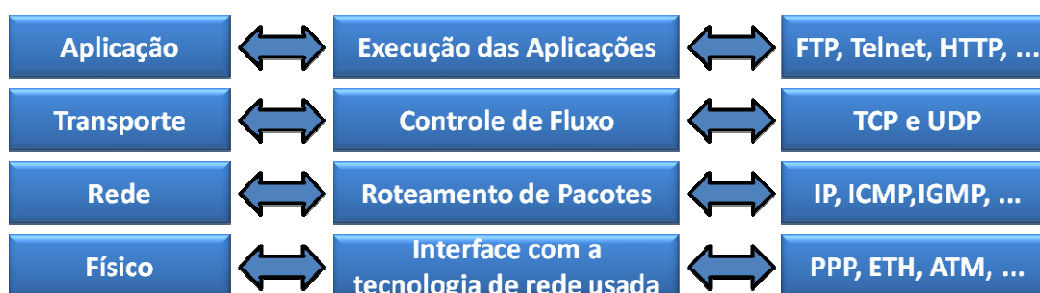 Aplicação
Execução das Aplicações
FTP, Telnet, HTTP, ...
Transporte
Controle de Fluxo
TCP e UDP
Rede
Roteamento de Pacotes
IP, ICMP,IGMP, ...
Físico
Interface com a
tecnologia de rede usada
PPP, ETH, ATM, ...